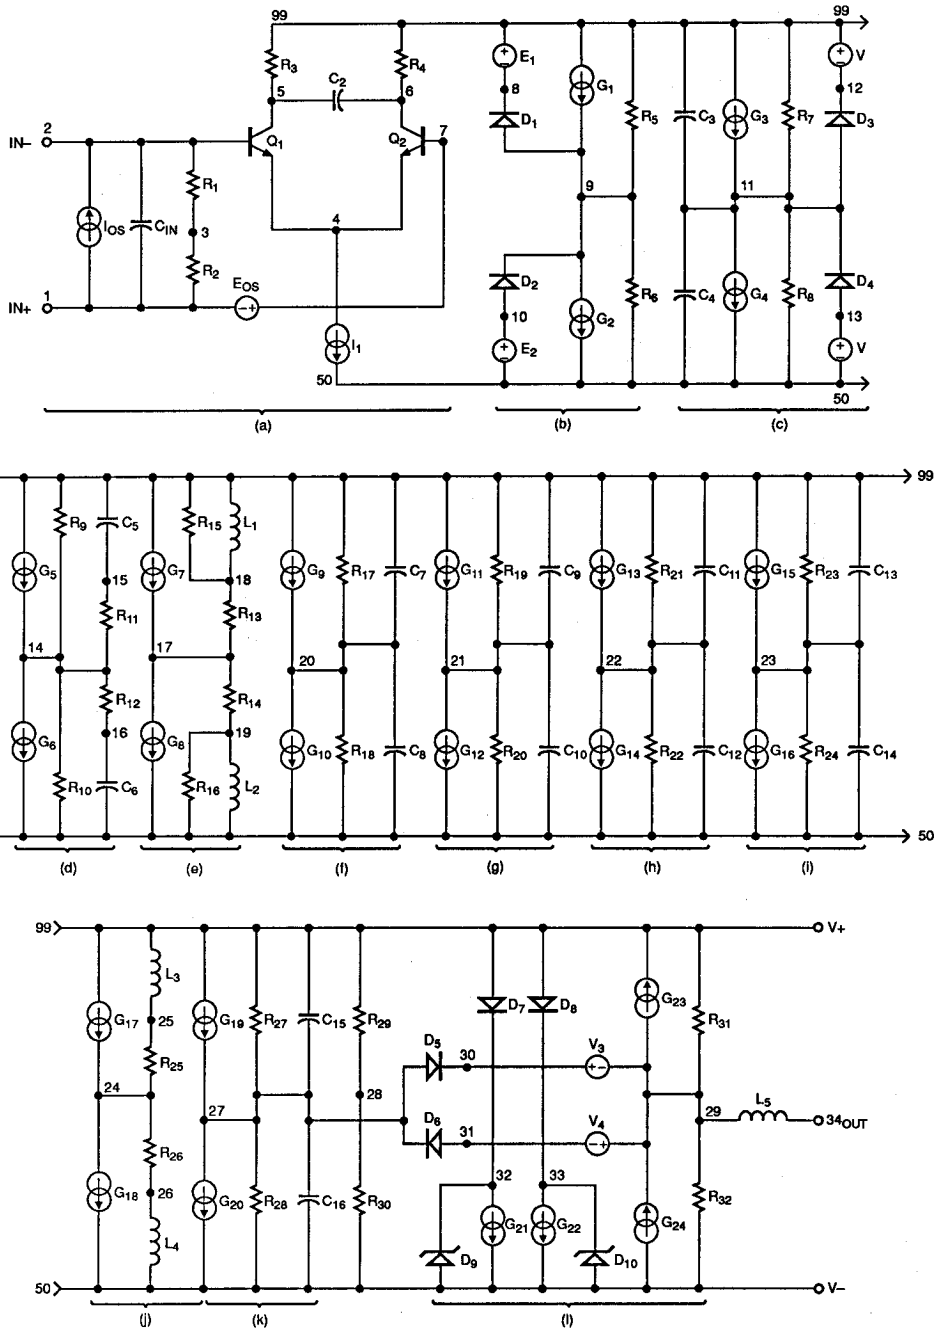 99 99
R3 R4 E1 G1 V
C2
5 6 8 12
2 7 D1 R5 C3 G3 R7 D3
IN− Q1 Q2
R1
9 11
IOS CIN 3 4
R2
EOS D2 R6 C4 G4 R8 D4
1
IN+ 10 G2 13
I1 E2 V
50 50
(a) (b) (c)
99
R9 C5 R15 L1
G5 15 G7 18 G9 R17 C7 G11 R19 C9 G13 R21 C11 G15 R23 C13
R11 R13
14 17 20 21 22 23
R12 R14
G6 16 G8 19 G10 R18 C8 G12 R20 C10 G14 R22 C12 G16 R24 C14
R10 C6 R16 L2
50
(d) (e) (f) (g) (h) (i)
99 V+
L3
G17 25 G19 R27 C15 R29 D7 D8 G23 R31
R25 D5 30 V3
24 28
27 29 L5 34OUT
D6 31 V4
R26
G18 26 G20 R28 C16 R30 32 33 R32
L4 G21 G22 G24
D9 D10
50 V−
(j) (k) (l)